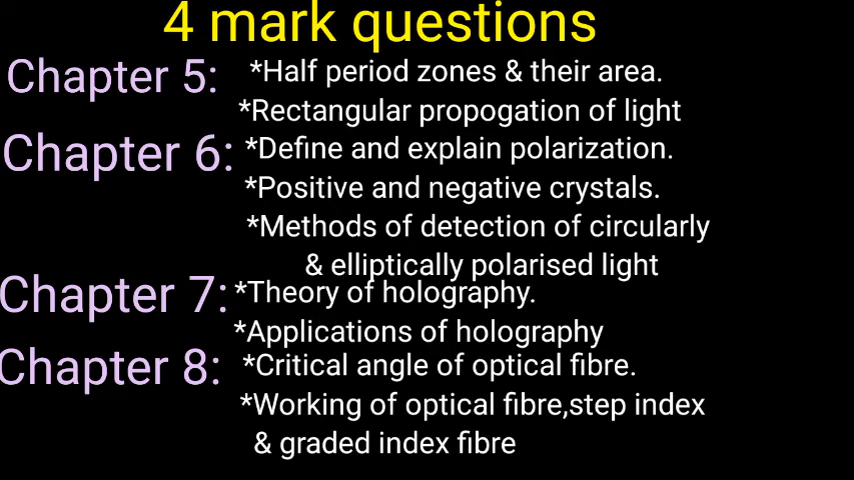 4 mark questions
Chapter 5: *Half period zones & their area.
*Rectangular propogation of light
Chapter 6: *Define and explain polarization.
*Positive and negative crystals.
*Methods of detection of circularly
& elliptically polarised light
Chapter 7: *Theory of holography.
*Applications of holography
Chapter 8: *Critical angle of optical fibre.
*Working of optical fibre,step index
& graded index fibre